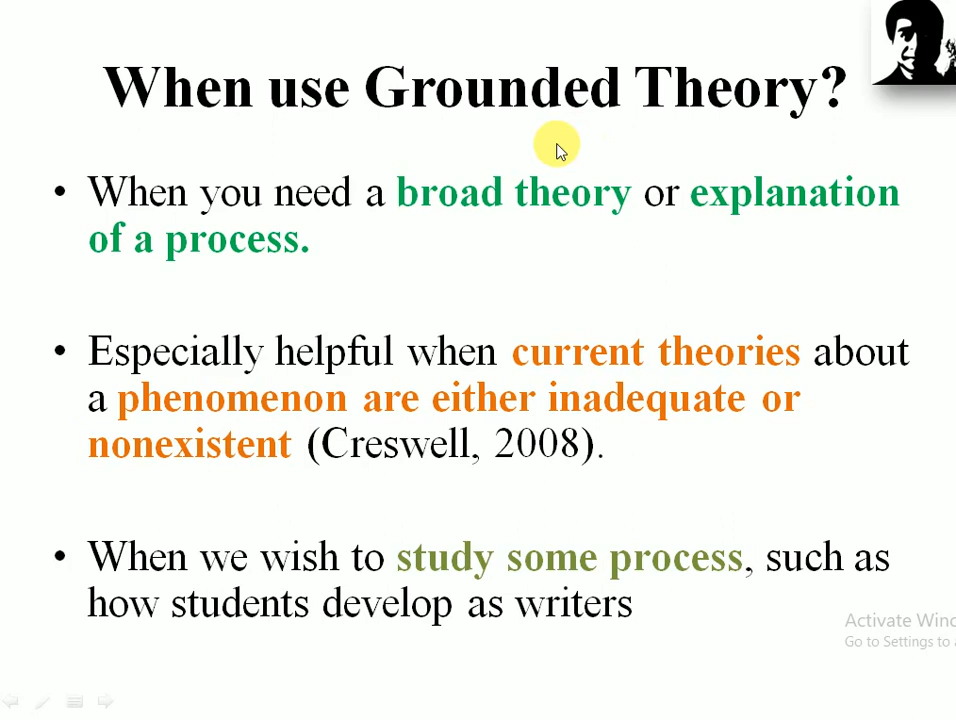 When use Grounded Theory?
• When you need a broad theory or explanation
of a process.
• Especially helpful when current theories about
a phenomenon are either inadequate or
nonexistent (Creswell, 2008).
• When we wish to study some process, such as
how students develop as writers
Activate Winc
Go to Settings to a